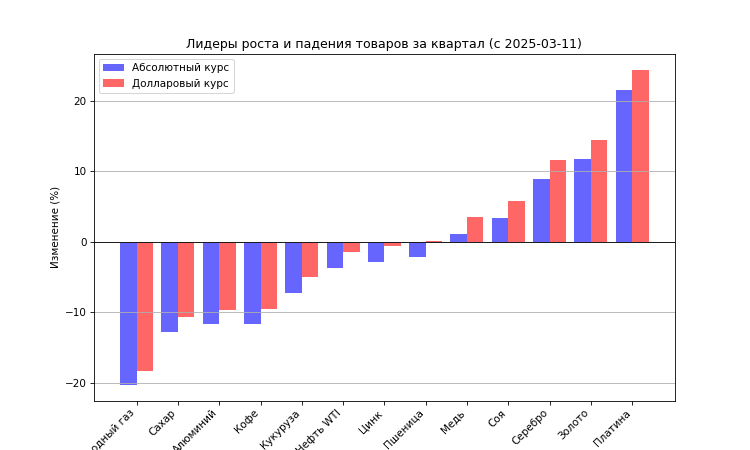 Лидеры роста и падения товаров за квартал (с 2025-03-11)
Абсолютный курс
Долларовый курс
Изменение (%)
20
10
0
−10
−20
одный газ
Сахар
Алюминий
Кофе
Кукуруза
Нефть WTI
Цинк
Пшеница
Медь
Соя
Серебро
Золото
Платина